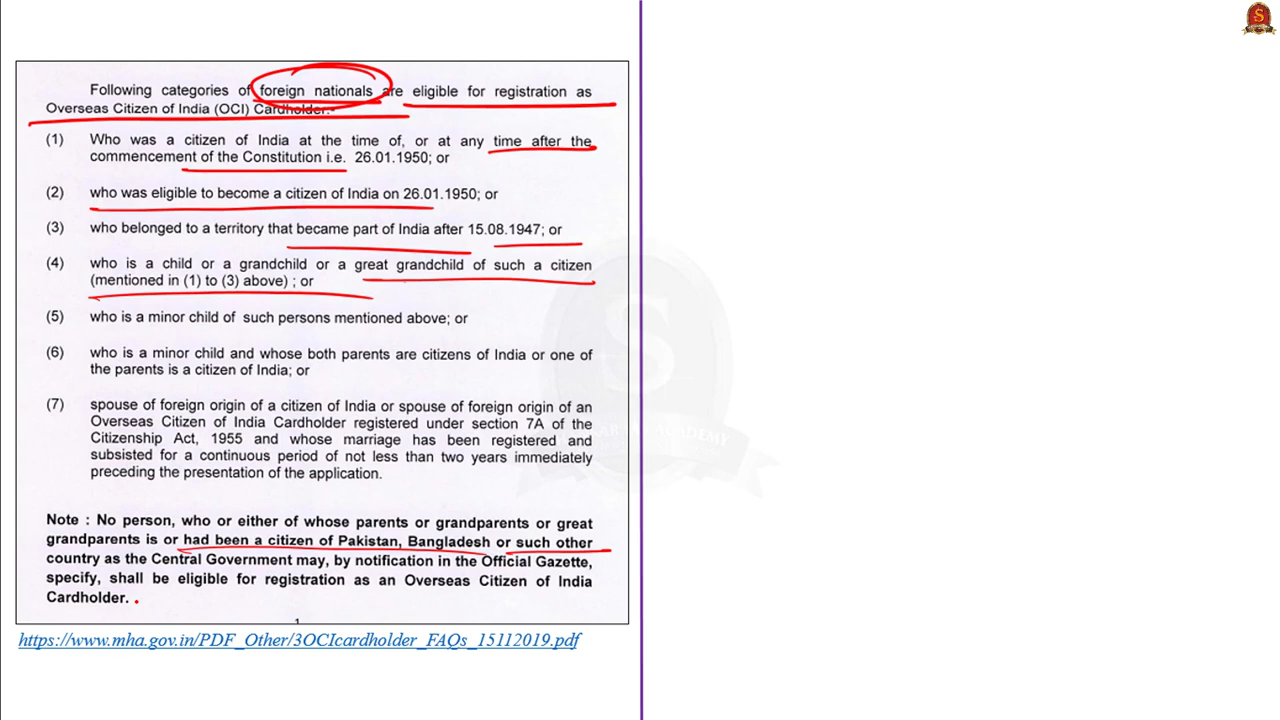 Following categories of foreign nationals are eligible for registration as
Overseas Citizen of India (OCI) Cardholder:-
(1) Who was a citizen of India at the time of, or at any time after the
commencement of the Constitution i.e. 26.01.1950; or
(2) who was eligible to become a citizen of India on 26.01.1950; or
(3) who belonged to a territory that became part of India after 15.08.1947; or
(4) who is a child or a grandchild or a great grandchild of such a citizen
(mentioned in (1) to (3) above) ; or
(5) who is a minor child of such persons mentioned above; or
(6) who is a minor child and whose both parents are citizens of India or one of
the parents is a citizen of India; or
(7) spouse of foreign origin of a citizen of India or spouse of foreign origin of an
Overseas Citizen of India Cardholder registered under section 7A of the
Citizenship Act, 1955 and whose marriage has been registered and
subsisted for a continuous period of not less than two years immediately
preceding the presentation of the application.
Note : No person, who or either of whose parents or grandparents or great
grandparents is or had been a citizen of Pakistan, Bangladesh or such other
country as the Central Government may, by notification in the Official Gazette,
specify, shall be eligible for registration as an Overseas Citizen of India
Cardholder. .
1
https://www.mha.gov.in/PDF_Other/3OCIcardholder_FAQs_15112019.pdf
S
S
ACADEMY